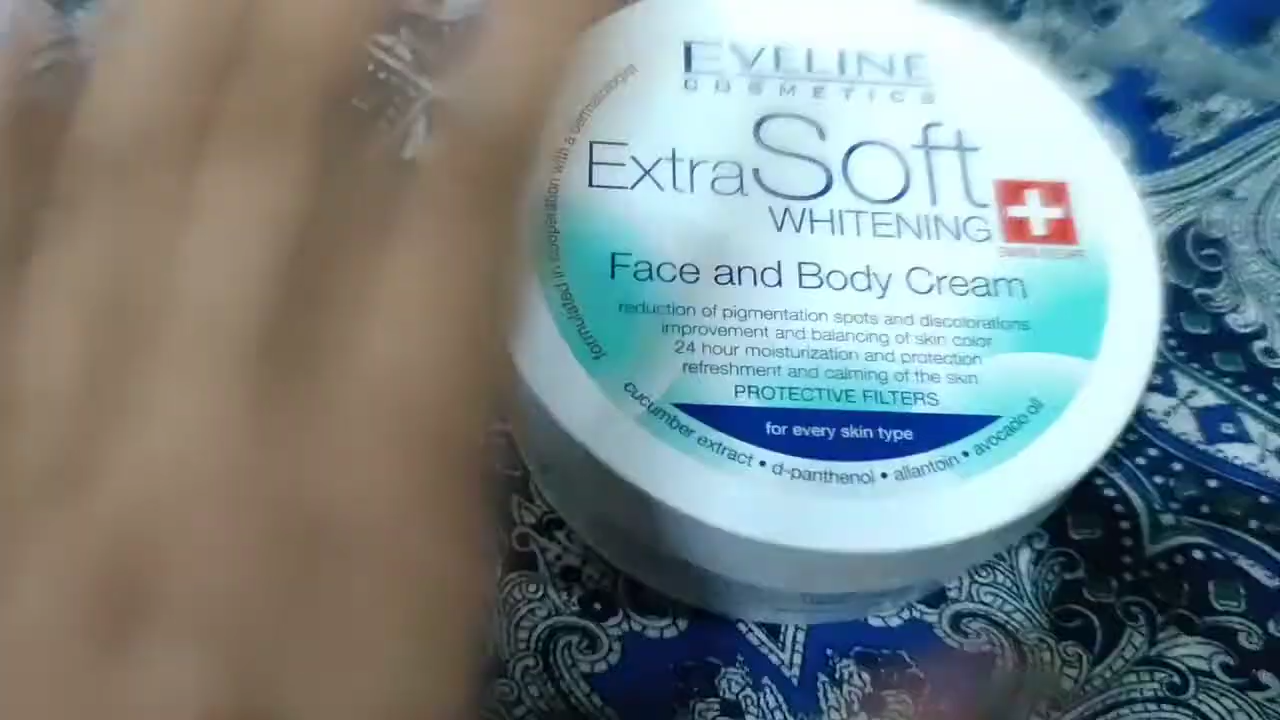 EVELINE
COSMETICS
ExtraSoft
WHITENING
Face and Body Cream
reduction of pigmentation spots and discolorations
improvement and balancing of skin color
24 hour moisturization and protection
refreshment and calming of the skin
PROTECTIVE FILTERS
for every skin type
cucumber extract • d-panthenol • allantoin • avocado oil
formulated in cooperation with a dermatologist